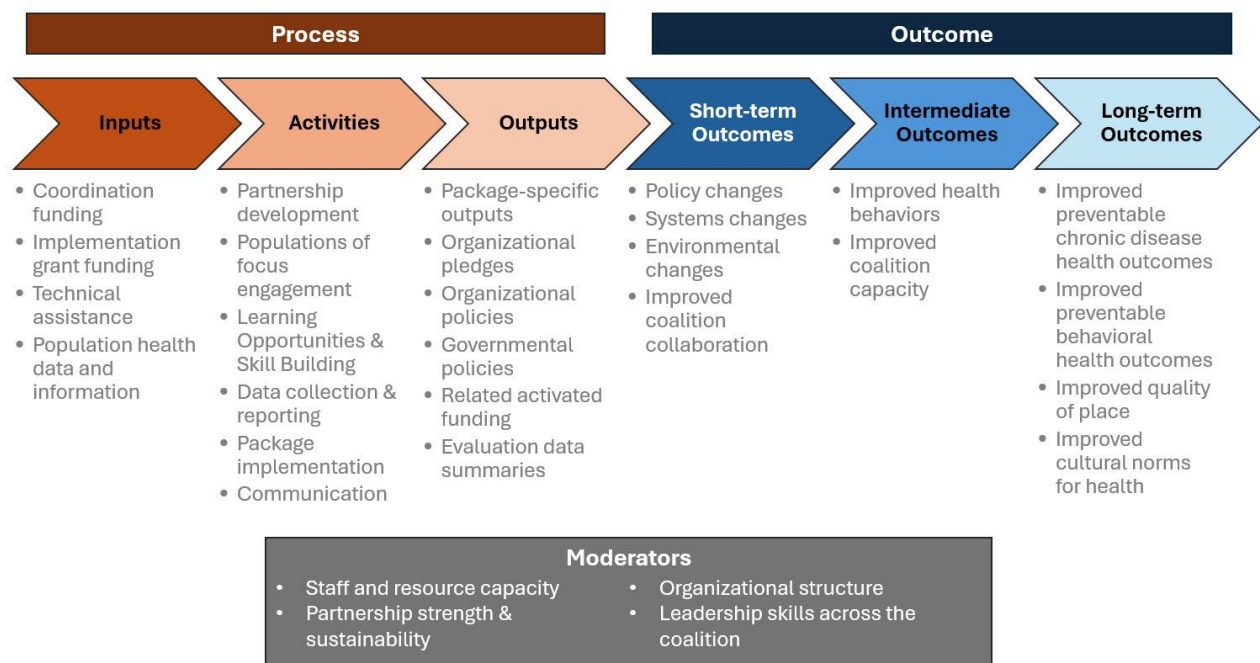 Process
Outcome
Inputs
Activities
Outputs
Short-term
Outcomes
Intermediate
Outcomes
Long-term
Outcomes
• Coordination
funding
• Implementation
grant funding
• Technical
assistance
• Population health
data and
information
• Partnership
development
• Populations of
focus
engagement
• Learning
Opportunities &
Skill Building
• Data collection &
reporting
• Package
implementation
• Communication
• Package-specific
outputs
• Organizational
pledges
• Organizational
policies
• Governmental
policies
• Related activated
funding
• Evaluation data
summaries
• Policy changes
• Systems changes
• Environmental
changes
• Improved
coalition
collaboration
• Improved health
behaviors
• Improved
coalition
capacity
• Improved
preventable
chronic disease
health outcomes
• Improved
preventable
behavioral
health outcomes
• Improved quality
of place
• Improved
cultural norms
for health
Moderators
• Staff and resource capacity
• Partnership strength &
sustainability
• Organizational structure
• Leadership skills across the
coalition